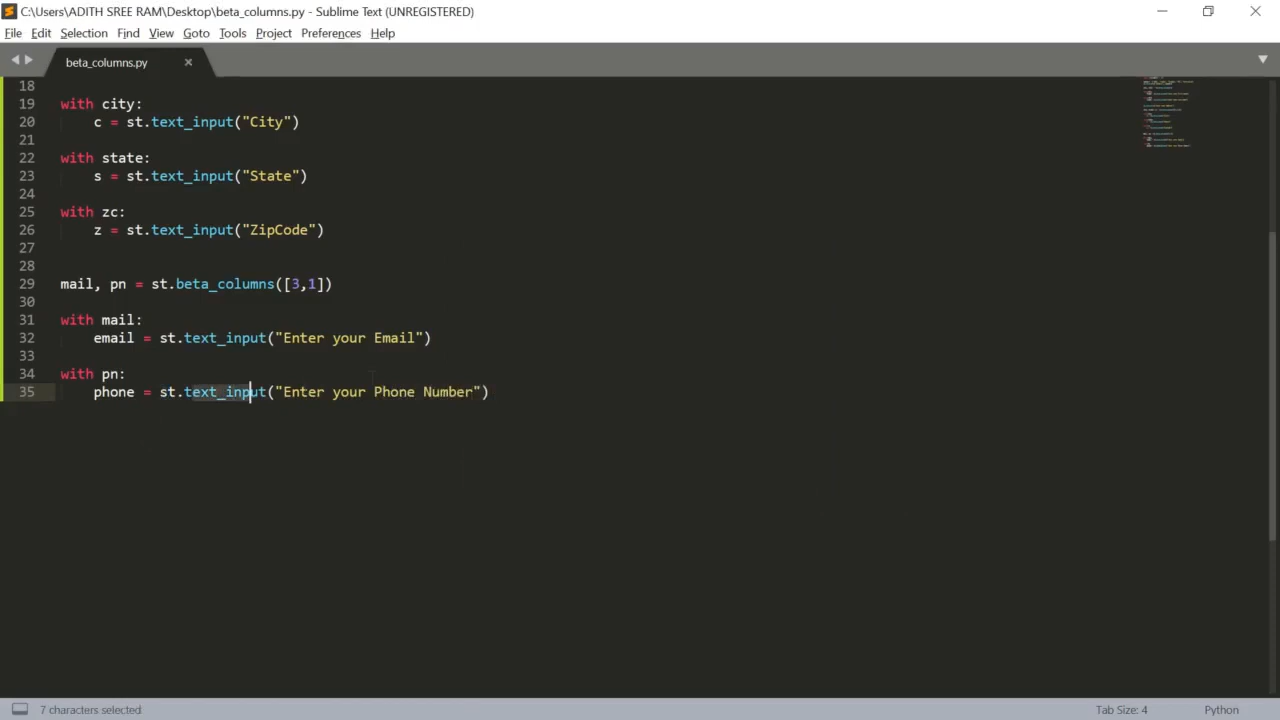 C:\Users\ADITH SREE RAM\Desktop\beta_columns.py - Sublime Text (UNREGISTERED)
File Edit Selection Find View Goto Tools Project Preferences Help
beta_columns.py
18
19 with city:
20 c = st.text_input("City")
21
22 with state:
23 s = st.text_input("State")
24
25 with zc:
26 z = st.text_input("ZipCode")
27
28
29 mail, pn = st.beta_columns([3,1])
30
31 with mail:
32 email = st.text_input("Enter your Email")
33
34 with pn:
35 phone = st.text_input("Enter your Phone Number")
7 characters selected Tab Size: 4 Python